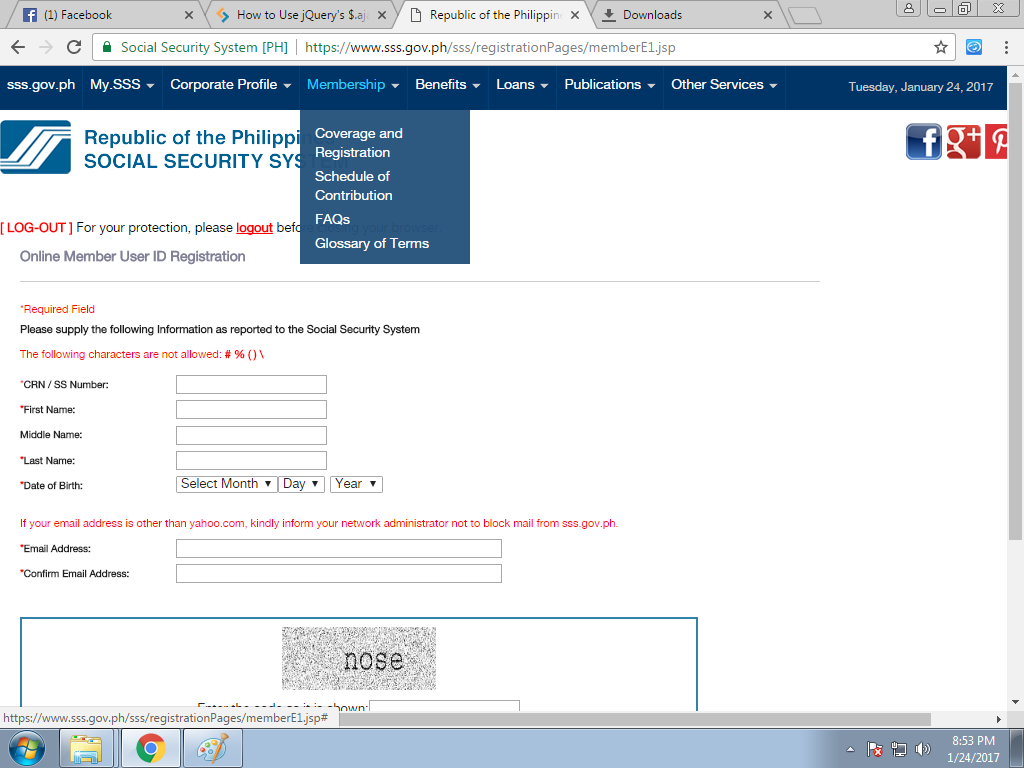 (1) Facebook
How to Use jQuery's $.aj
Republic of the Philippin
Downloads
Social Security System [PH] | https://www.sss.gov.ph/sss/registrationPages/memberE1.jsp
sss.gov.ph My.SSS Corporate Profile Membership Benefits Loans Publications Other Services Tuesday, January 24, 2017
Republic of the Philippin
SOCIAL SECURITY SYSTEM
Coverage and
Registration
Schedule of
Contribution
FAQs
Glossary of Terms
[ LOG-OUT ] For your protection, please logout before closing your browser
Online Member User ID Registration
*Required Field
Please supply the following Information as reported to the Social Security System
The following characters are not allowed: # % ( ) \
*CRN / SS Number:
*First Name:
Middle Name:
*Last Name:
*Date of Birth: Select Month Day Year
If your email address is other than yahoo.com, kindly inform your network administrator not to block mail from sss.gov.ph.
*Email Address:
*Confirm Email Address:
nose
Enter the code as it is shown:
https://www.sss.gov.ph/sss/registrationPages/memberE1.jsp#
8:53 PM
1/24/2017